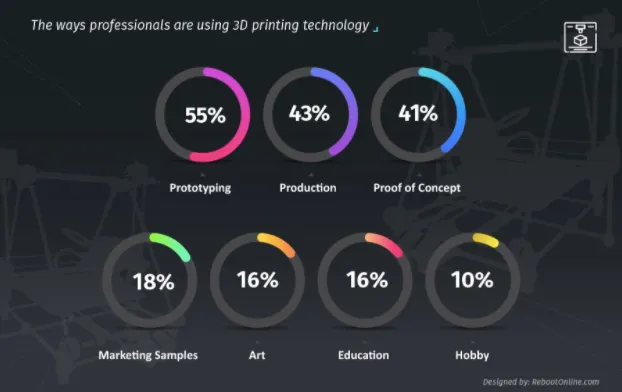 The ways professionals are using 3D printing technology
55%
43%
41%
Prototyping
Production
Proof of Concept
18%
16%
16%
10%
Marketing Samples
Art
Education
Hobby
Designed by: RebootOnline.com